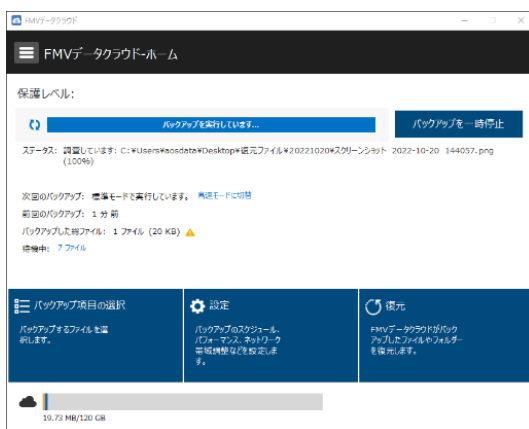 FMVデータクラウド
FMVデータクラウド-ホーム
保護レベル:
バックアップを実行しています...
バックアップを一時停止
ステータス: 調査しています: C:¥Users¥aosdata¥Desktop¥復元ファイル¥20221020¥スクリーンショット 2022-10-20 144057.png
(100%)
次回のバックアップ: 標準モードで実行しています。 高速モードに切替
前回のバックアップ: 1 分前
バックアップした総ファイル: 1 ファイル (20 KB)
待機中: 7 ファイル
バックアップ項目の選択
バックアップするファイルを選
択します。
設定
バックアップのスケジュール、
パフォーマンス、ネットワーク
帯域調整などを設定しま
す。
復元
FMVデータクラウドがバック
アップしたファイルやフォルダー
を復元します。
19.73 MB/120 GB